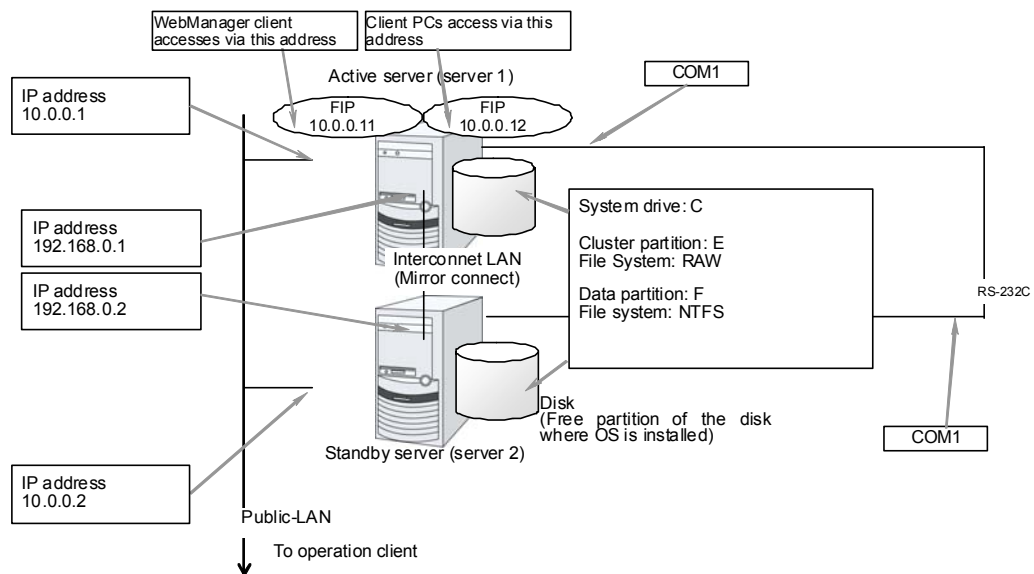 WebManager client
accesses via this address
Client PCs access via this
address
Active server (server 1)
COM1
IP address
10.0.0.1
FIP
10.0.0.11
FIP
10.0.0.12
IP address
192.168.0.1
System drive: C
Cluster partition: E
File System: RAW
Data partition: F
File system: NTFS
Interconnet LAN
(Mirror connect)
IP address
192.168.0.2
RS-232C
Disk
(Free partition of the disk
where OS is installed)
COM1
Standby server (server 2)
IP address
10.0.0.2
Public-LAN
To operation client